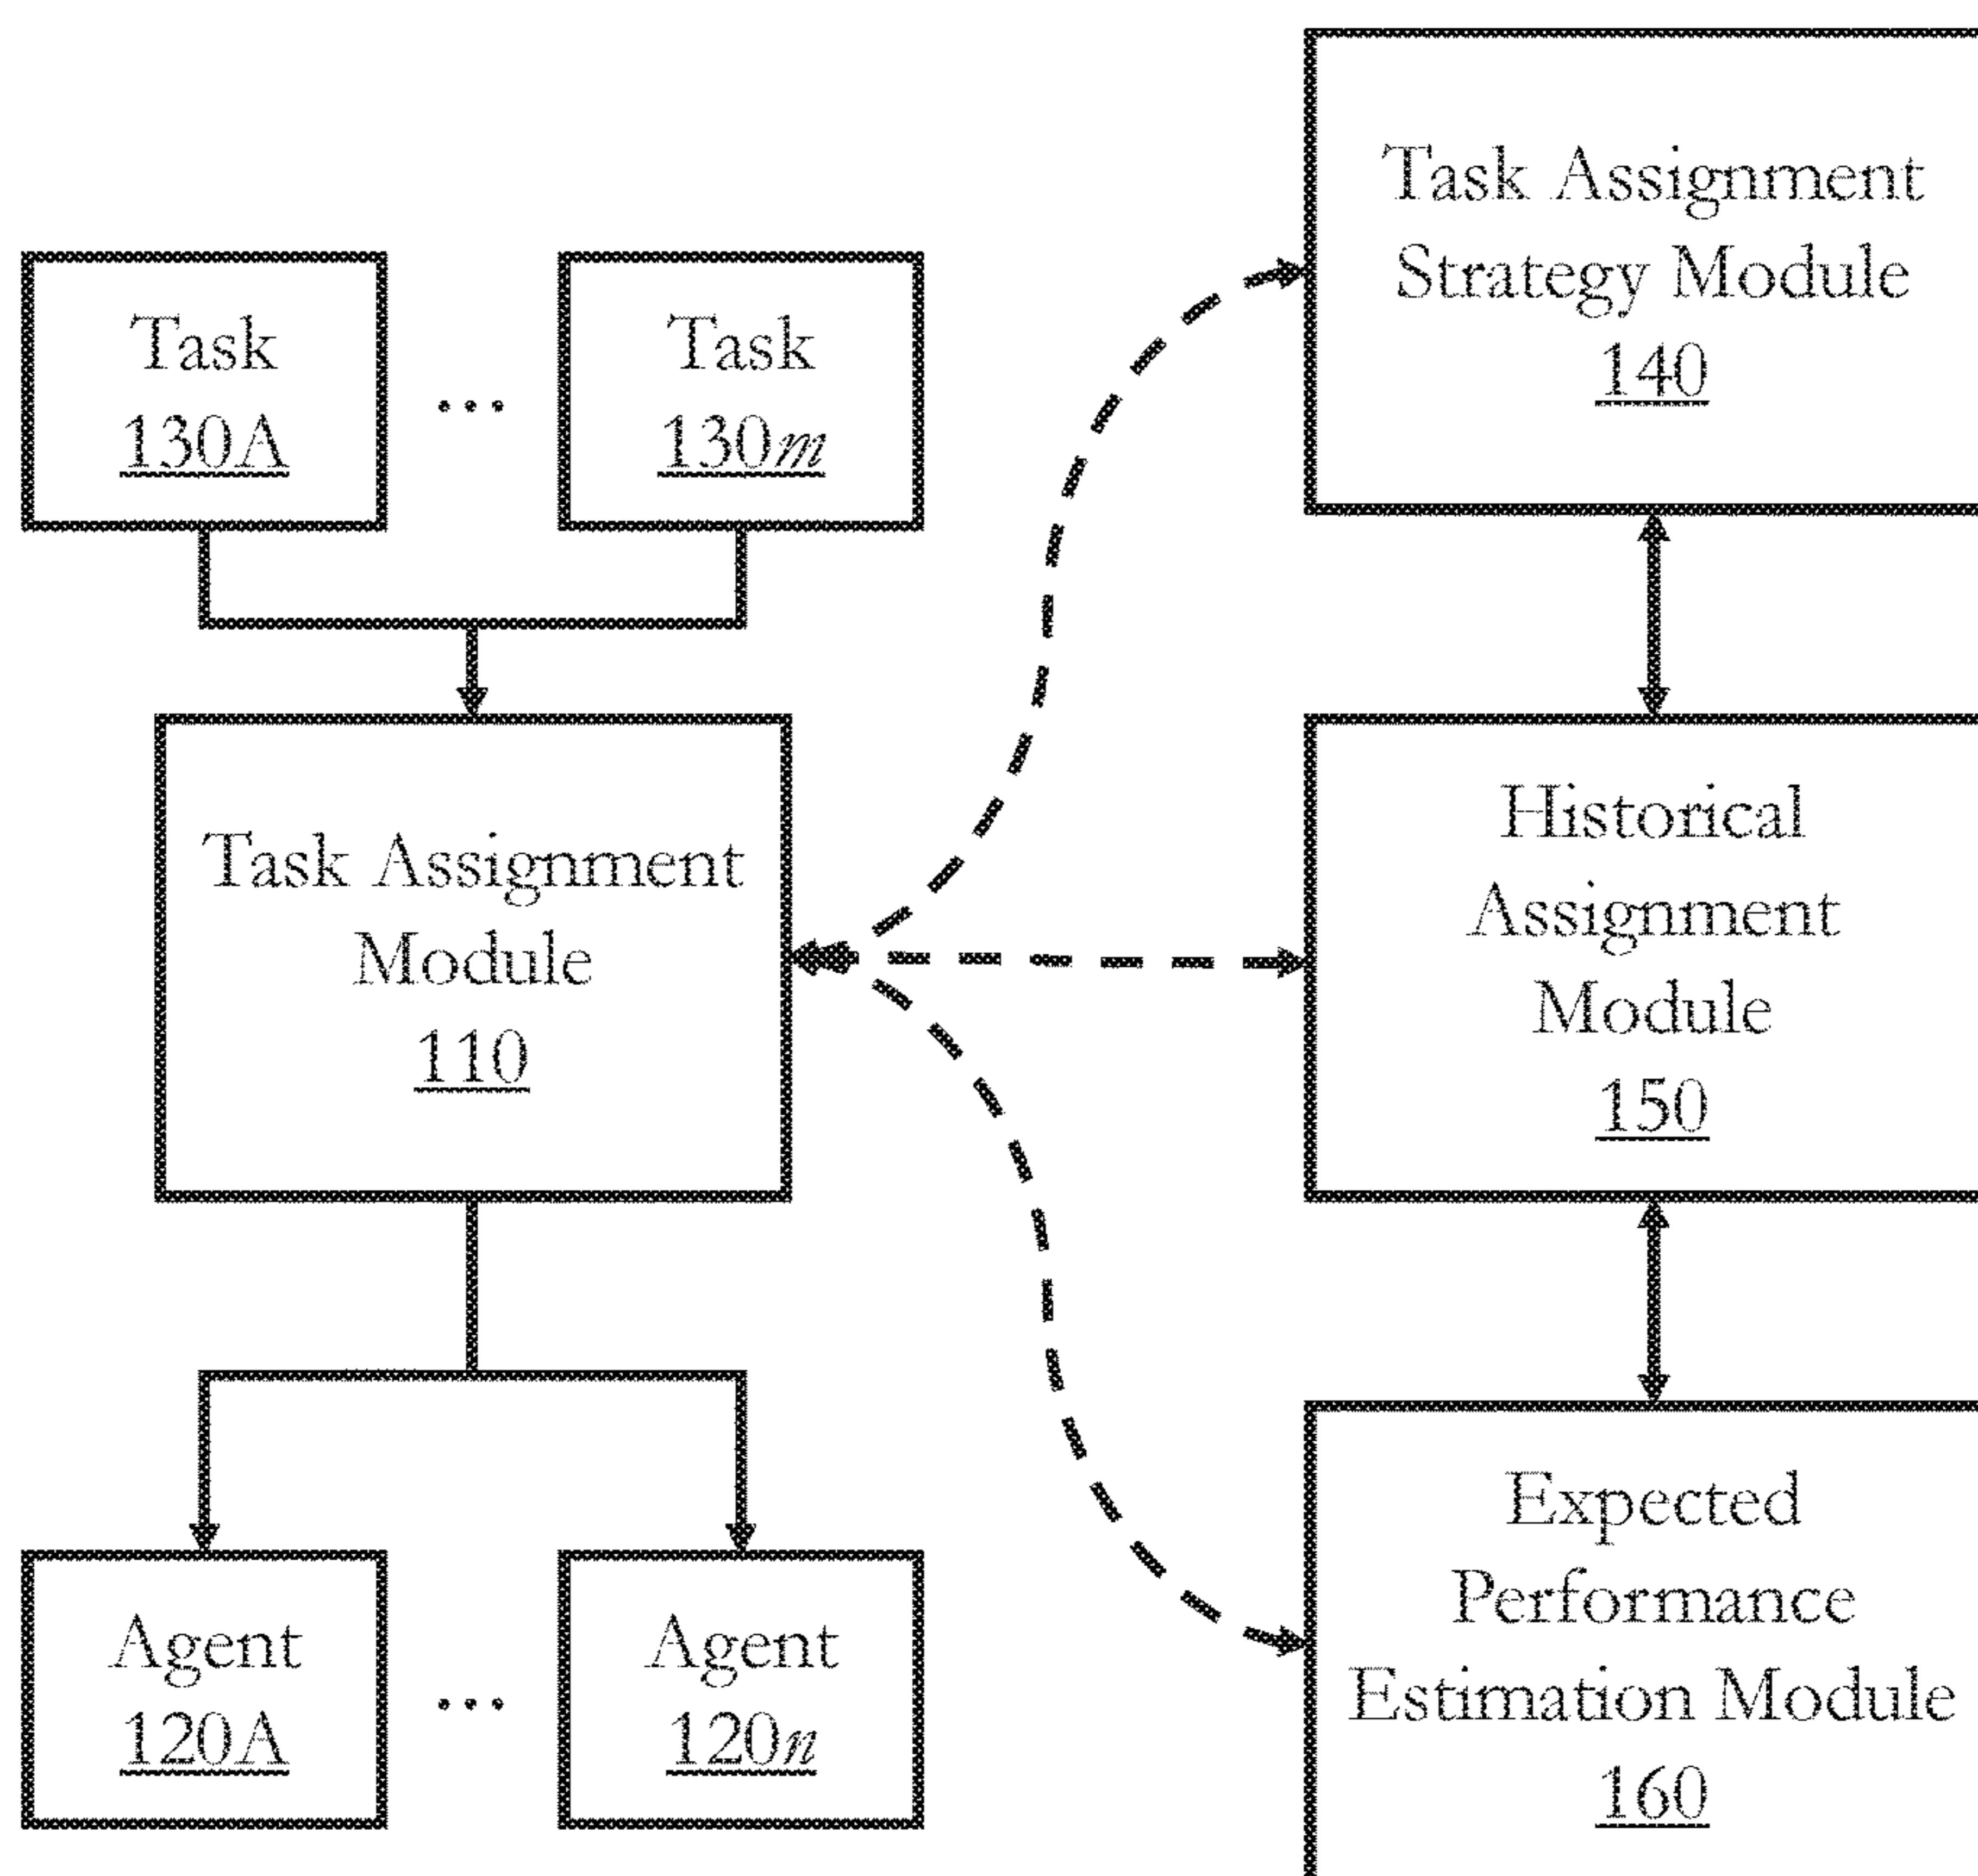 Task Assignment
Strategy Module
140
Task
130A
...
Task
130m
Task Assignment
Module
110
Historical
Assignment
Module
150
Agent
120A
...
Agent
120n
Expected
Performance
Estimation Module
160